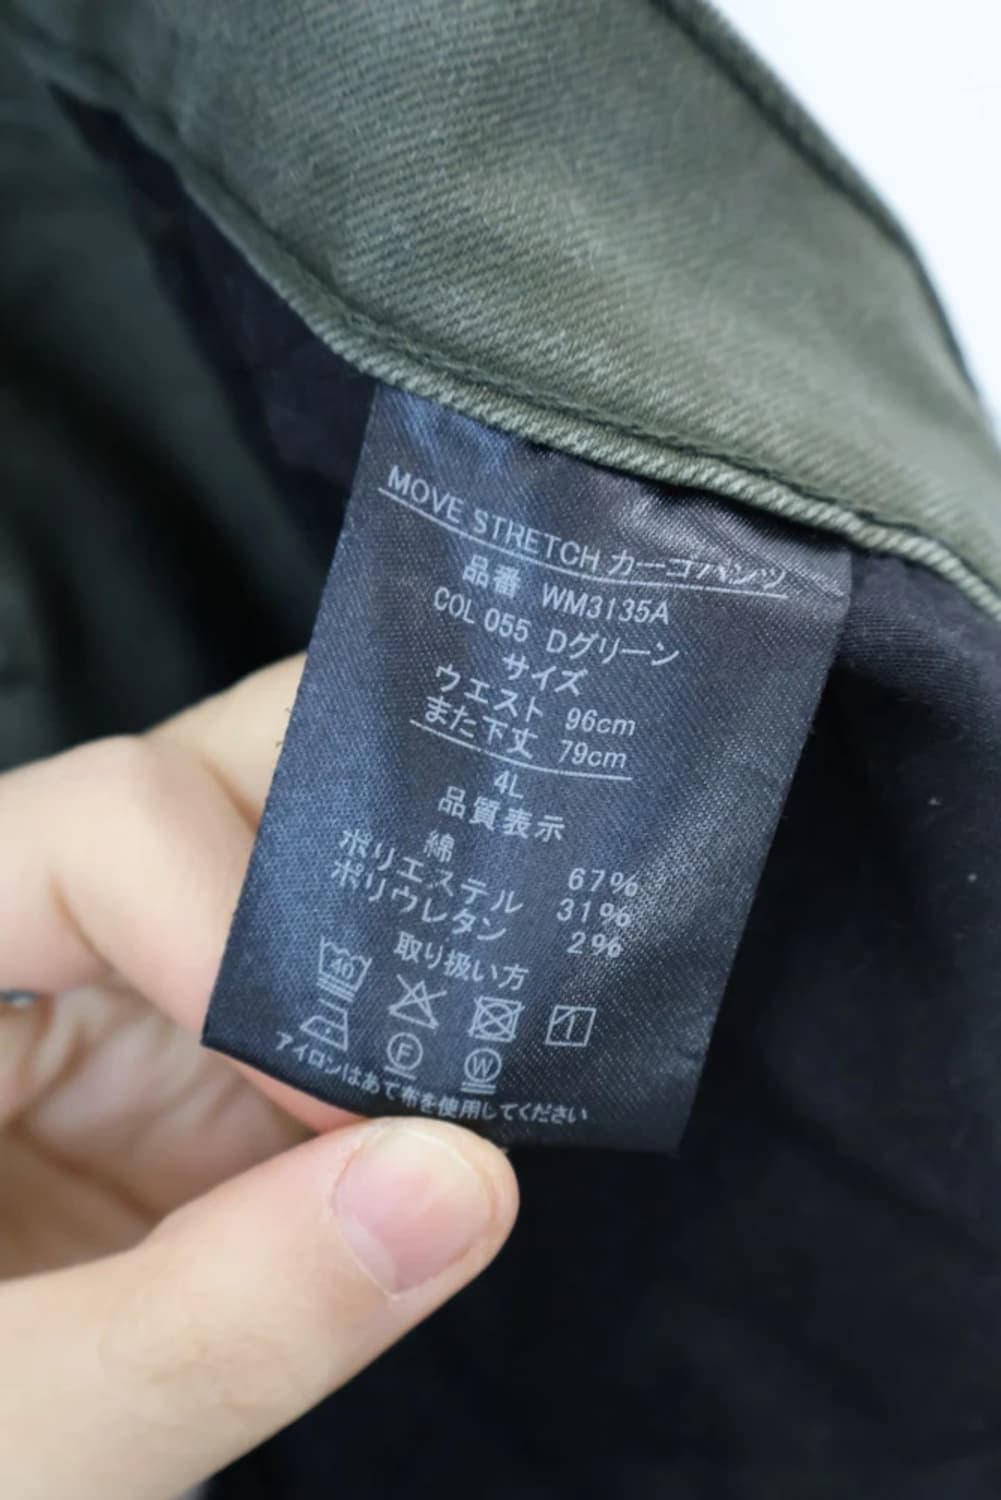 MOVE STRETCH カーゴパンツ
品番 WM3135A
COL 055 Dグリーン
サイズ
ウエスト 96cm
また下丈 79cm
4L
品質表示
綿 67%
ポリエステル 31%
ポリウレタン 2%
取り扱い方
40
F W
アイロンはあて布を使用してください